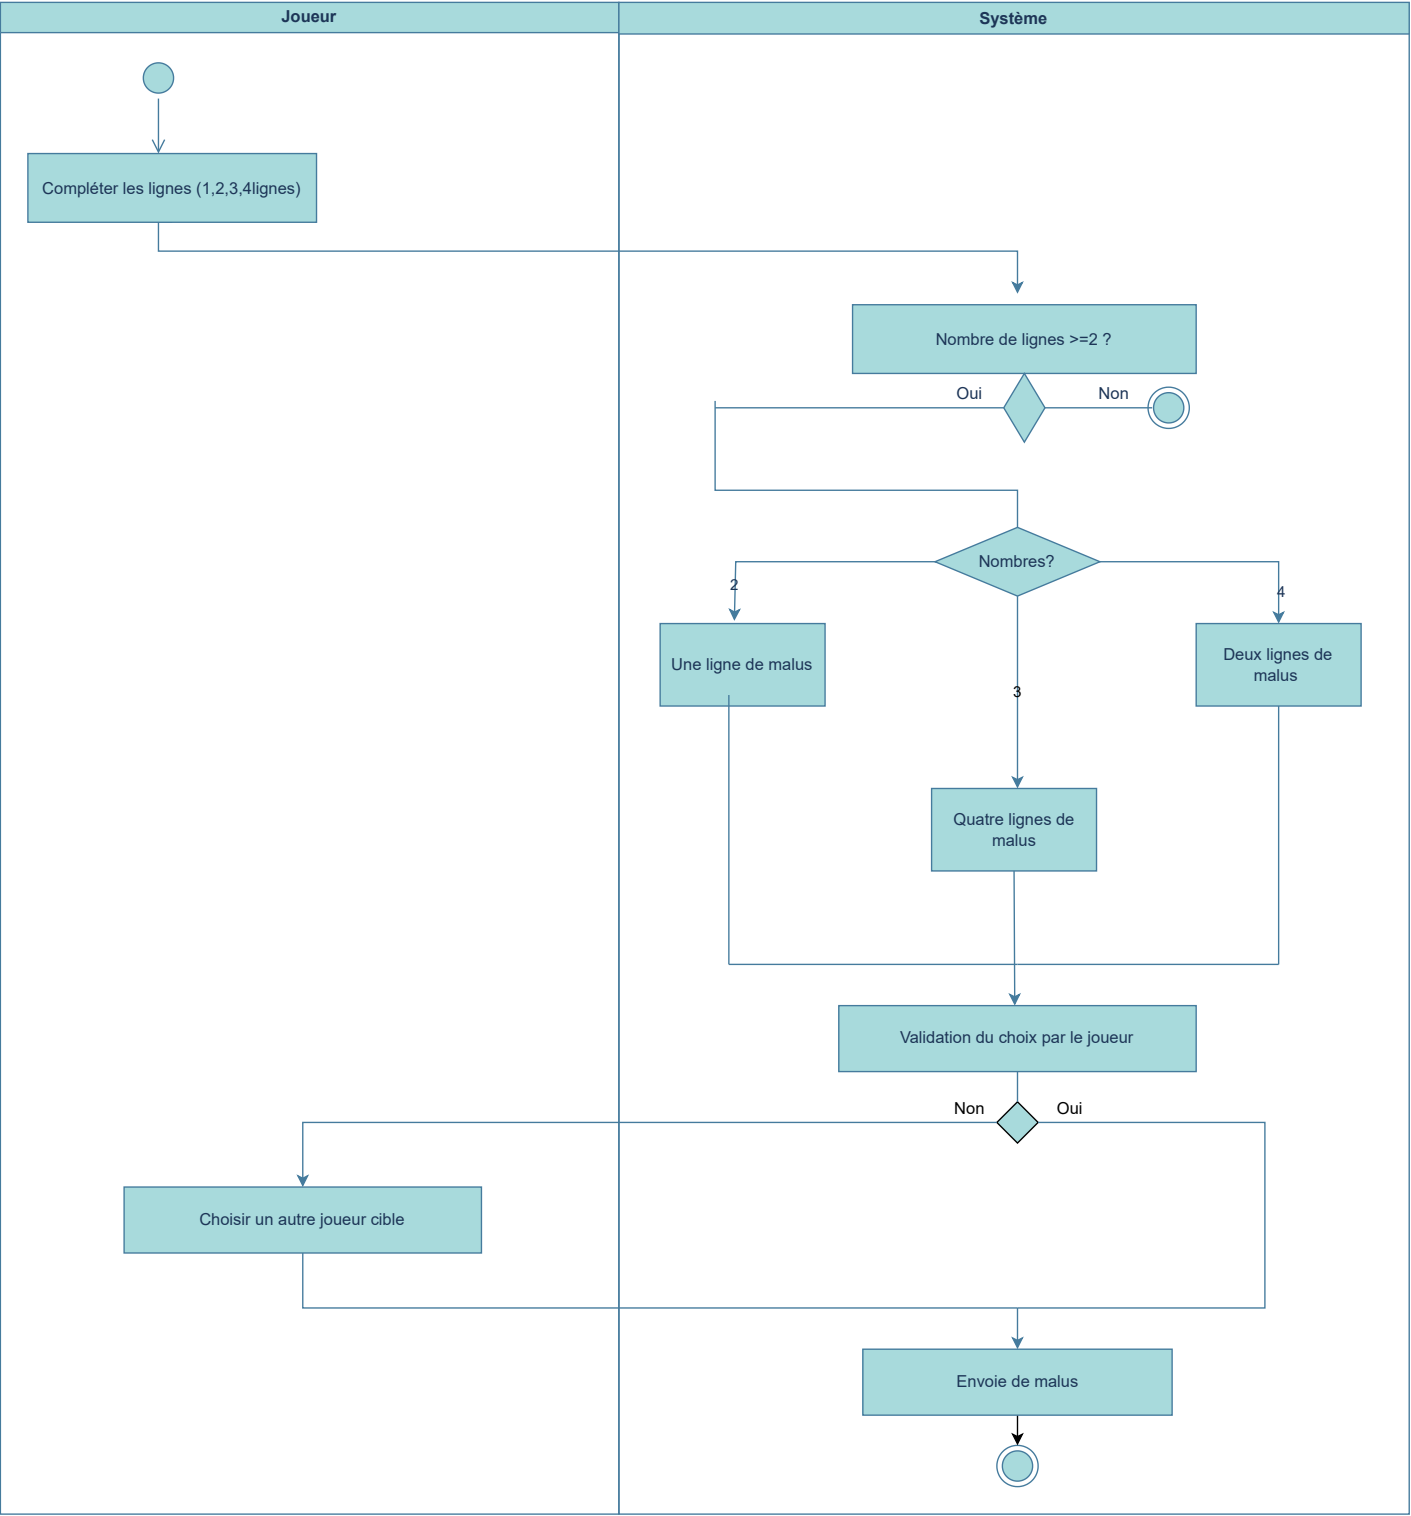 Joueur
Système
Compléter les lignes (1,2,3,4lignes)
Nombre de lignes >=2 ?
Oui
Non
Nombres?
2
4
Une ligne de malus
Deux lignes de
malus
3
Quatre lignes de
malus
Validation du choix par le joueur
Non
Oui
Choisir un autre joueur cible
Envoie de malus